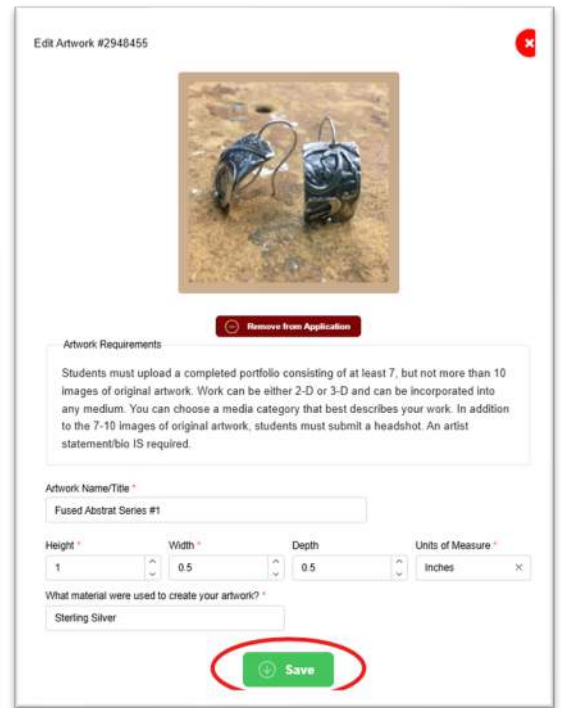 Edit Artwork #2948455
Remove from Application
Artwork Requirements
Students must upload a completed portfolio consisting of at least 7, but not more than 10
images of original artwork. Work can be either 2-D or 3-D and can be incorporated into
any medium. You can choose a media category that best describes your work. In addition
to the 7-10 images of original artwork, students must submit a headshot. An artist
statement/bio IS required.
Artwork Name/Title *
Fused Abstrat Series #1
Height * Width * Depth Units of Measure *
1 0.5 0.5 Inches
What material were used to create your artwork? *
Sterling Silver
Save